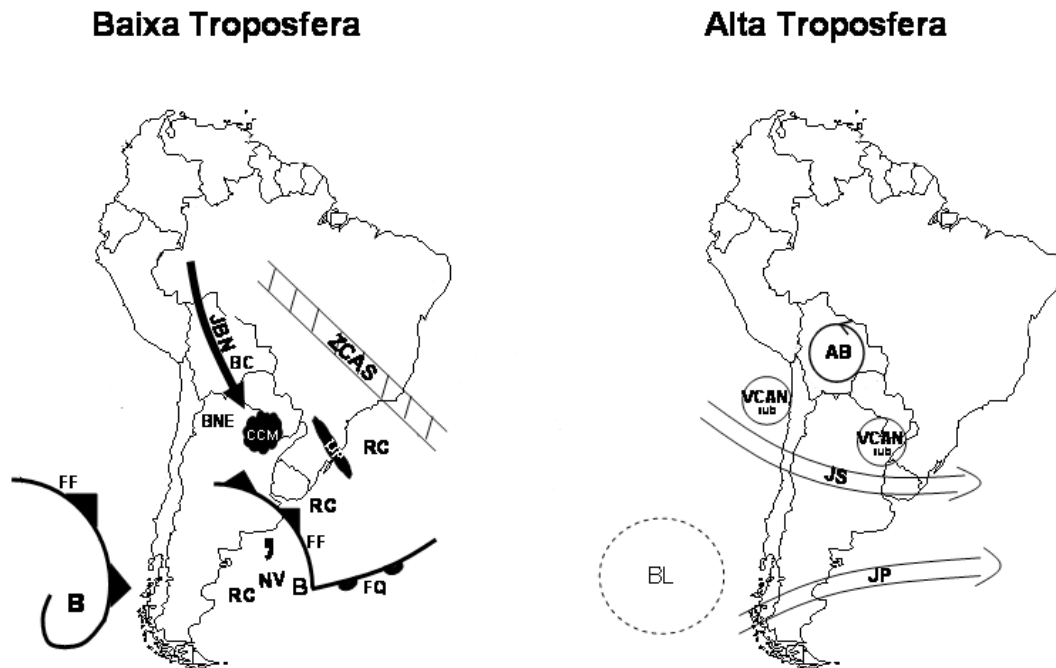 Baixa Troposfera
Alta Troposfera
JBN
BC
ZCAS
BNE
CCM
RC
RC
FF
FF
B
NV
RC
B
FQ
AB
VCAN
sub
VCAN
sub
JS
BL
JP